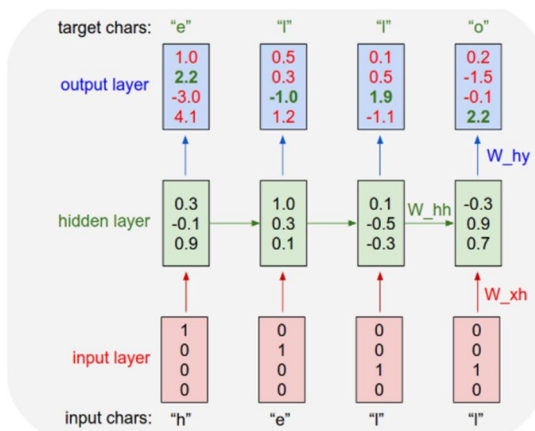 target chars: “e” “l” “l” “o”
1.0 0.5 0.1 0.2
2.2 0.3 0.5 -1.5
output layer
-3.0 -1.0 1.9 -0.1
4.1 1.2 -1.1 2.2
W_hy
0.3 1.0 0.1 -0.3
hidden layer -0.1 0.3 -0.5 W_hh 0.9
0.9 0.1 -0.3 0.7
W_xh
1 0 0 0
0 1 0 0
input layer
0 0 1 1
0 0 0 0
input chars: “h” “e” “l” “l”